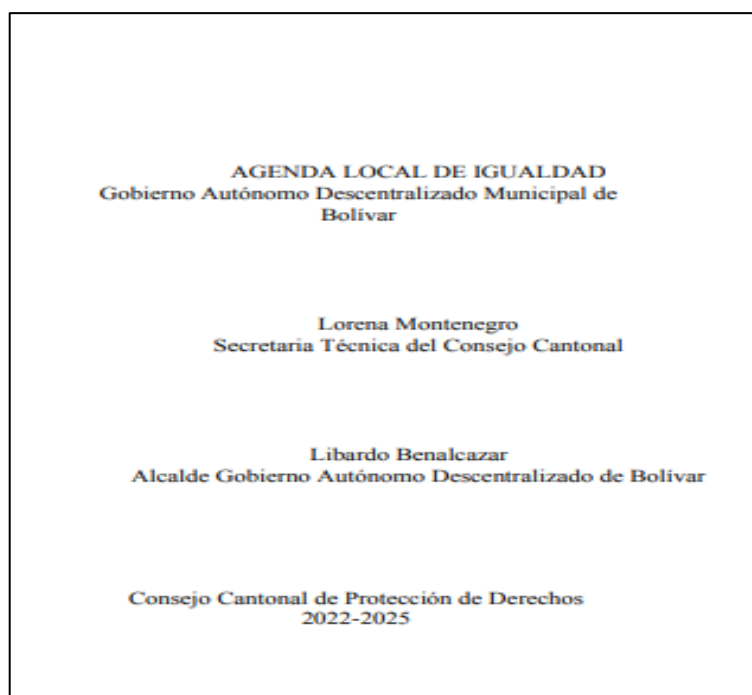 AGENDA LOCAL DE IGUALDAD
Gobierno Autónomo Descentralizado Municipal de
Bolívar
Lorena Montenegro
Secretaria Técnica del Consejo Cantonal
Libardo Benalcazar
Alcalde Gobierno Autónomo Descentralizado de Bolívar
Consejo Cantonal de Protección de Derechos
2022-2025